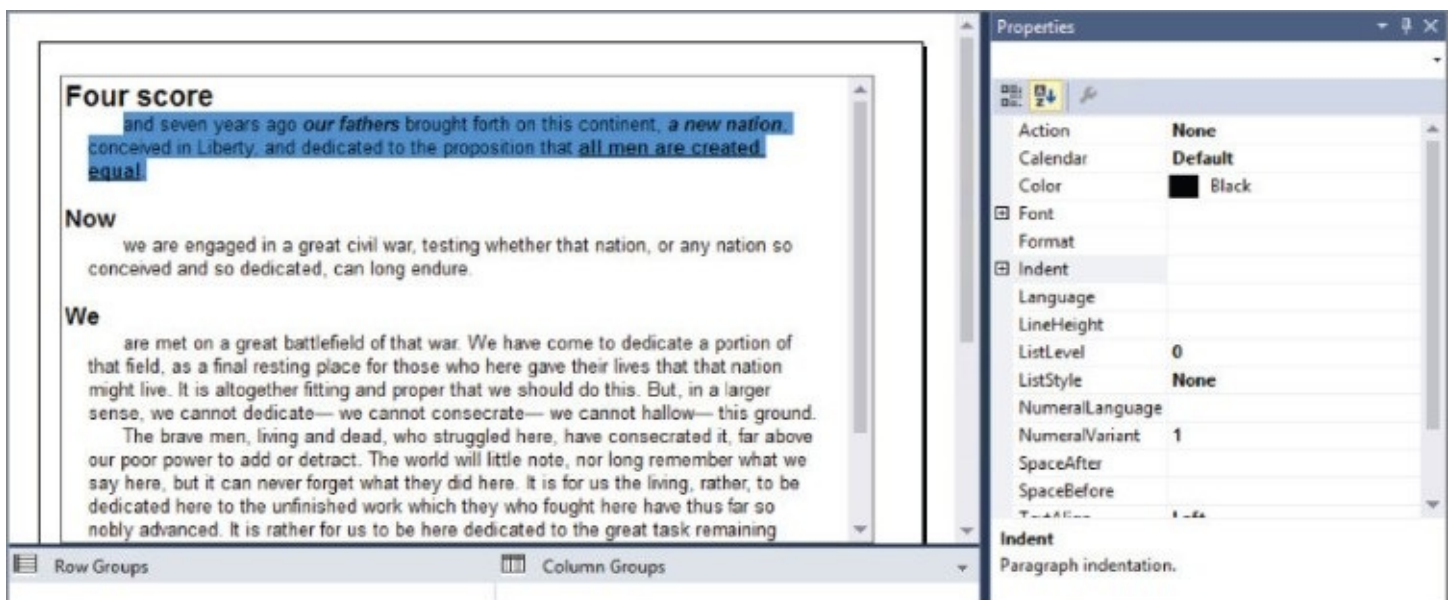 Four score
and seven years ago our fathers brought forth on this continent, a new nation,
conceived in Liberty, and dedicated to the proposition that all men are created
equal.
Now
we are engaged in a great civil war, testing whether that nation, or any nation so
conceived and so dedicated, can long endure.
We
are met on a great battlefield of that war. We have come to dedicate a portion of
that field, as a final resting place for those who here gave their lives that that nation
might live. It is altogether fitting and proper that we should do this. But, in a larger
sense, we cannot dedicate— we cannot consecrate— we cannot hallow— this ground.
The brave men, living and dead, who struggled here, have consecrated it, far above
our poor power to add or detract. The world will little note, nor long remember what we
say here, but it can never forget what they did here. It is for us the living, rather, to be
dedicated here to the unfinished work which they who fought here have thus far so
nobly advanced. It is rather for us to be here dedicated to the great task remaining
Row Groups
Column Groups
Properties
Action None
Calendar Default
Color Black
Font
Format
Indent
Language
LineHeight
ListLevel 0
ListStyle None
NumeralLanguage
NumeralVariant 1
SpaceAfter
SpaceBefore
TextAlign Left
Indent
Paragraph indentation.